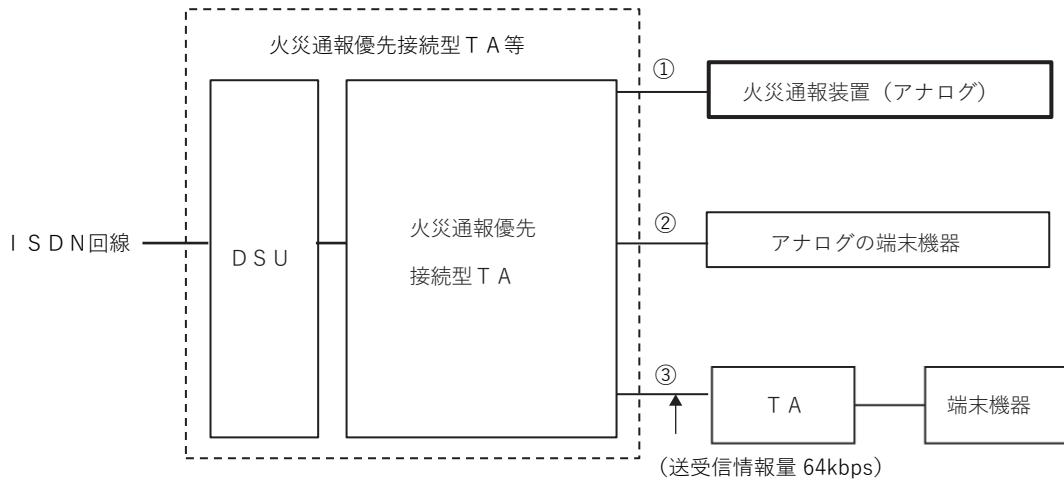 火災通報優先接続型ＴＡ等
①
火災通報装置（アナログ）
ＩＳＤＮ回線
ＤＳＵ
火災通報優先
接続型ＴＡ
②
アナログの端末機器
③
ＴＡ
端末機器
（送受信情報量 64kbps）